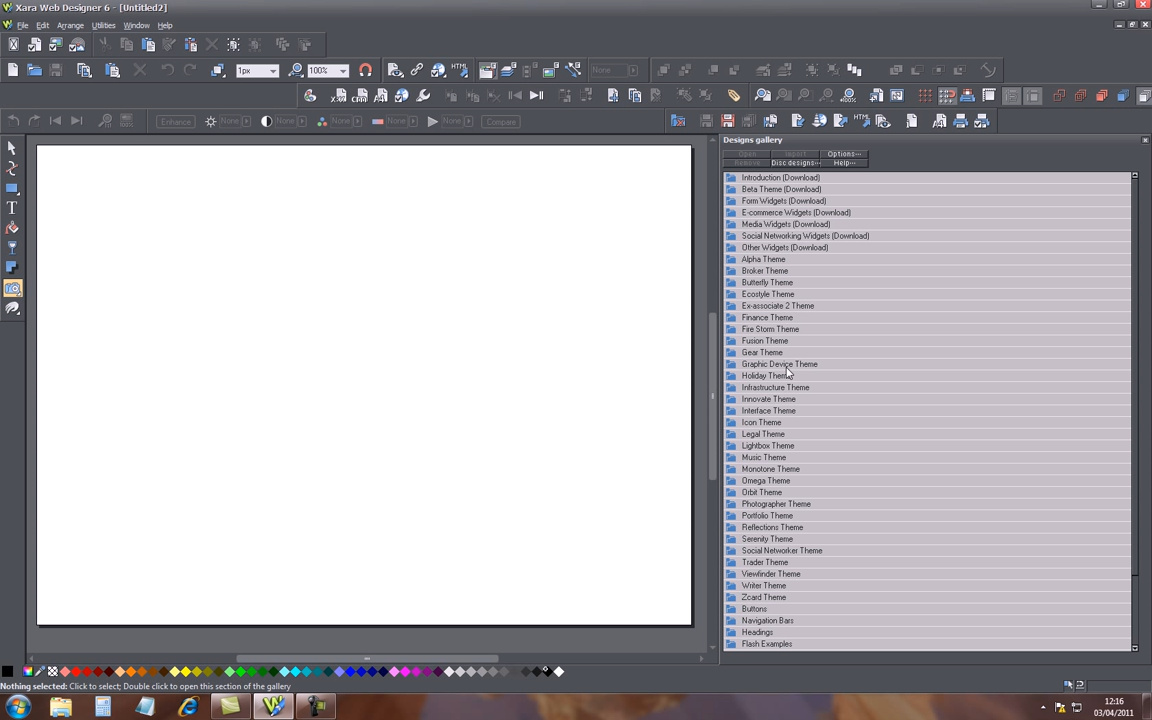 Xara Web Designer 6 - [Untitled2]
File Edit Arrange Utilities Window Help
1px 100% HTML None
Enhance None None None None None Compare
Designs gallery
Open Import Options...
Remove Disc designs... Help...
Introduction (Download)
Beta Theme (Download)
Form Widgets (Download)
E-commerce Widgets (Download)
Media Widgets (Download)
Social Networking Widgets (Download)
Other Widgets (Download)
Alpha Theme
Broker Theme
Butterfly Theme
Ecostyle Theme
Ex-associate 2 Theme
Finance Theme
Fire Storm Theme
Fusion Theme
Gear Theme
Graphic Device Theme
Holiday Theme
Infrastructure Theme
Innovate Theme
Interface Theme
Icon Theme
Legal Theme
Lightbox Theme
Music Theme
Monotone Theme
Omega Theme
Orbit Theme
Photographer Theme
Portfolio Theme
Reflections Theme
Serenity Theme
Social Networker Theme
Trader Theme
Viewfinder Theme
Writer Theme
Zcard Theme
Buttons
Navigation Bars
Headings
Flash Examples
Nothing selected: Click to select; Double click to open this section of the gallery
12:16
03/04/2011